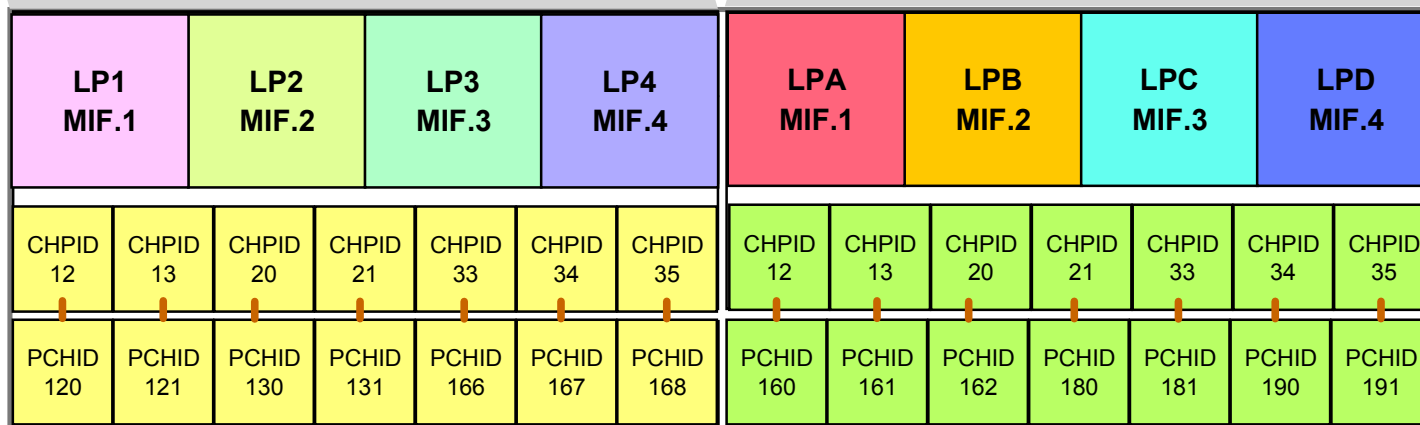 LP1
MIF.1
LP2
MIF.2
LP3
MIF.3
LP4
MIF.4
LPA
MIF.1
LPB
MIF.2
LPC
MIF.3
LPD
MIF.4
CHPID
12
CHPID
13
CHPID
20
CHPID
21
CHPID
33
CHPID
34
CHPID
35
CHPID
12
CHPID
13
CHPID
20
CHPID
21
CHPID
33
CHPID
34
CHPID
35
PCHID
120
PCHID
121
PCHID
130
PCHID
131
PCHID
166
PCHID
167
PCHID
168
PCHID
160
PCHID
161
PCHID
162
PCHID
180
PCHID
181
PCHID
190
PCHID
191